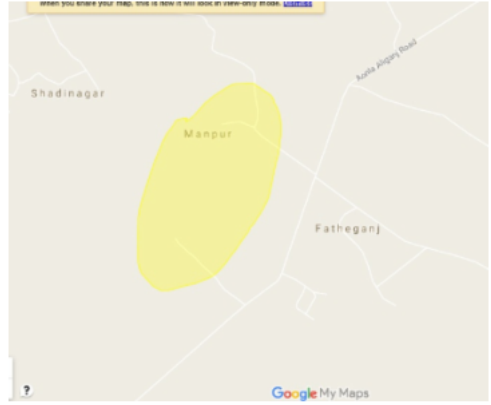 when you share your map, this is how it will look in view-only mode.
Aonla Aliganj Road
Shadinagar
Manpur
Fatheganj
?
Google My Maps